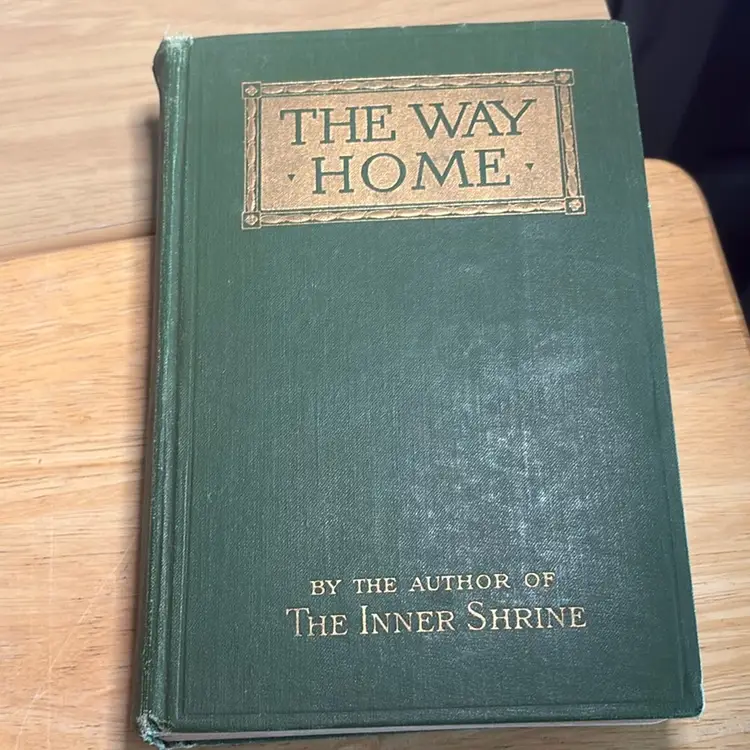 THE WAY
· HOME ·
BY THE AUTHOR OF
THE INNER SHRINE